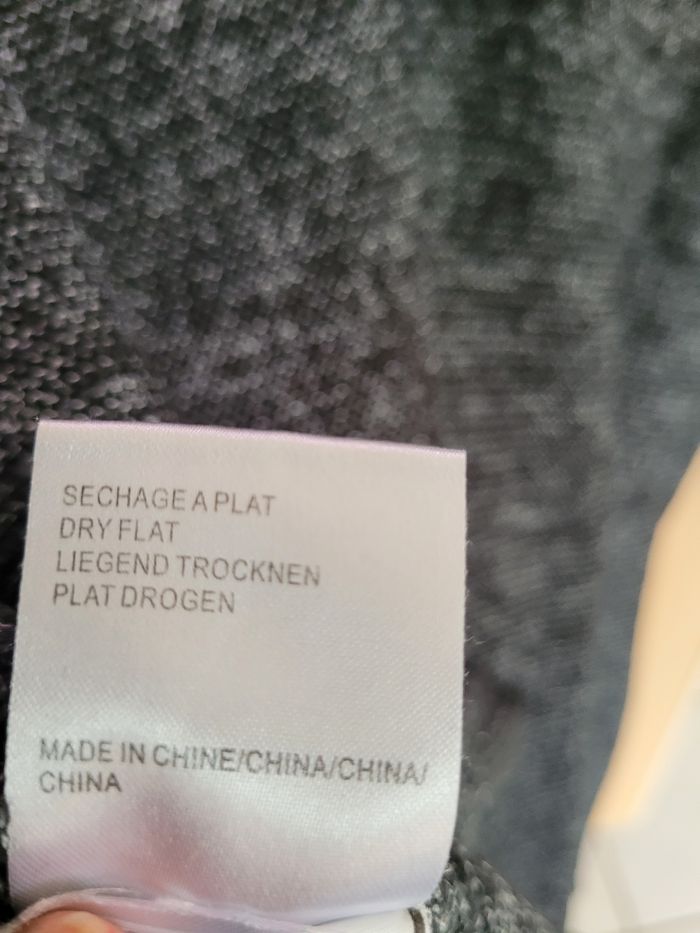 SECHAGE A PLAT
DRY FLAT
LIEGEND TROCKNEN
PLAT DROGEN
MADE IN CHINE/CHINA/CHINA/
CHINA